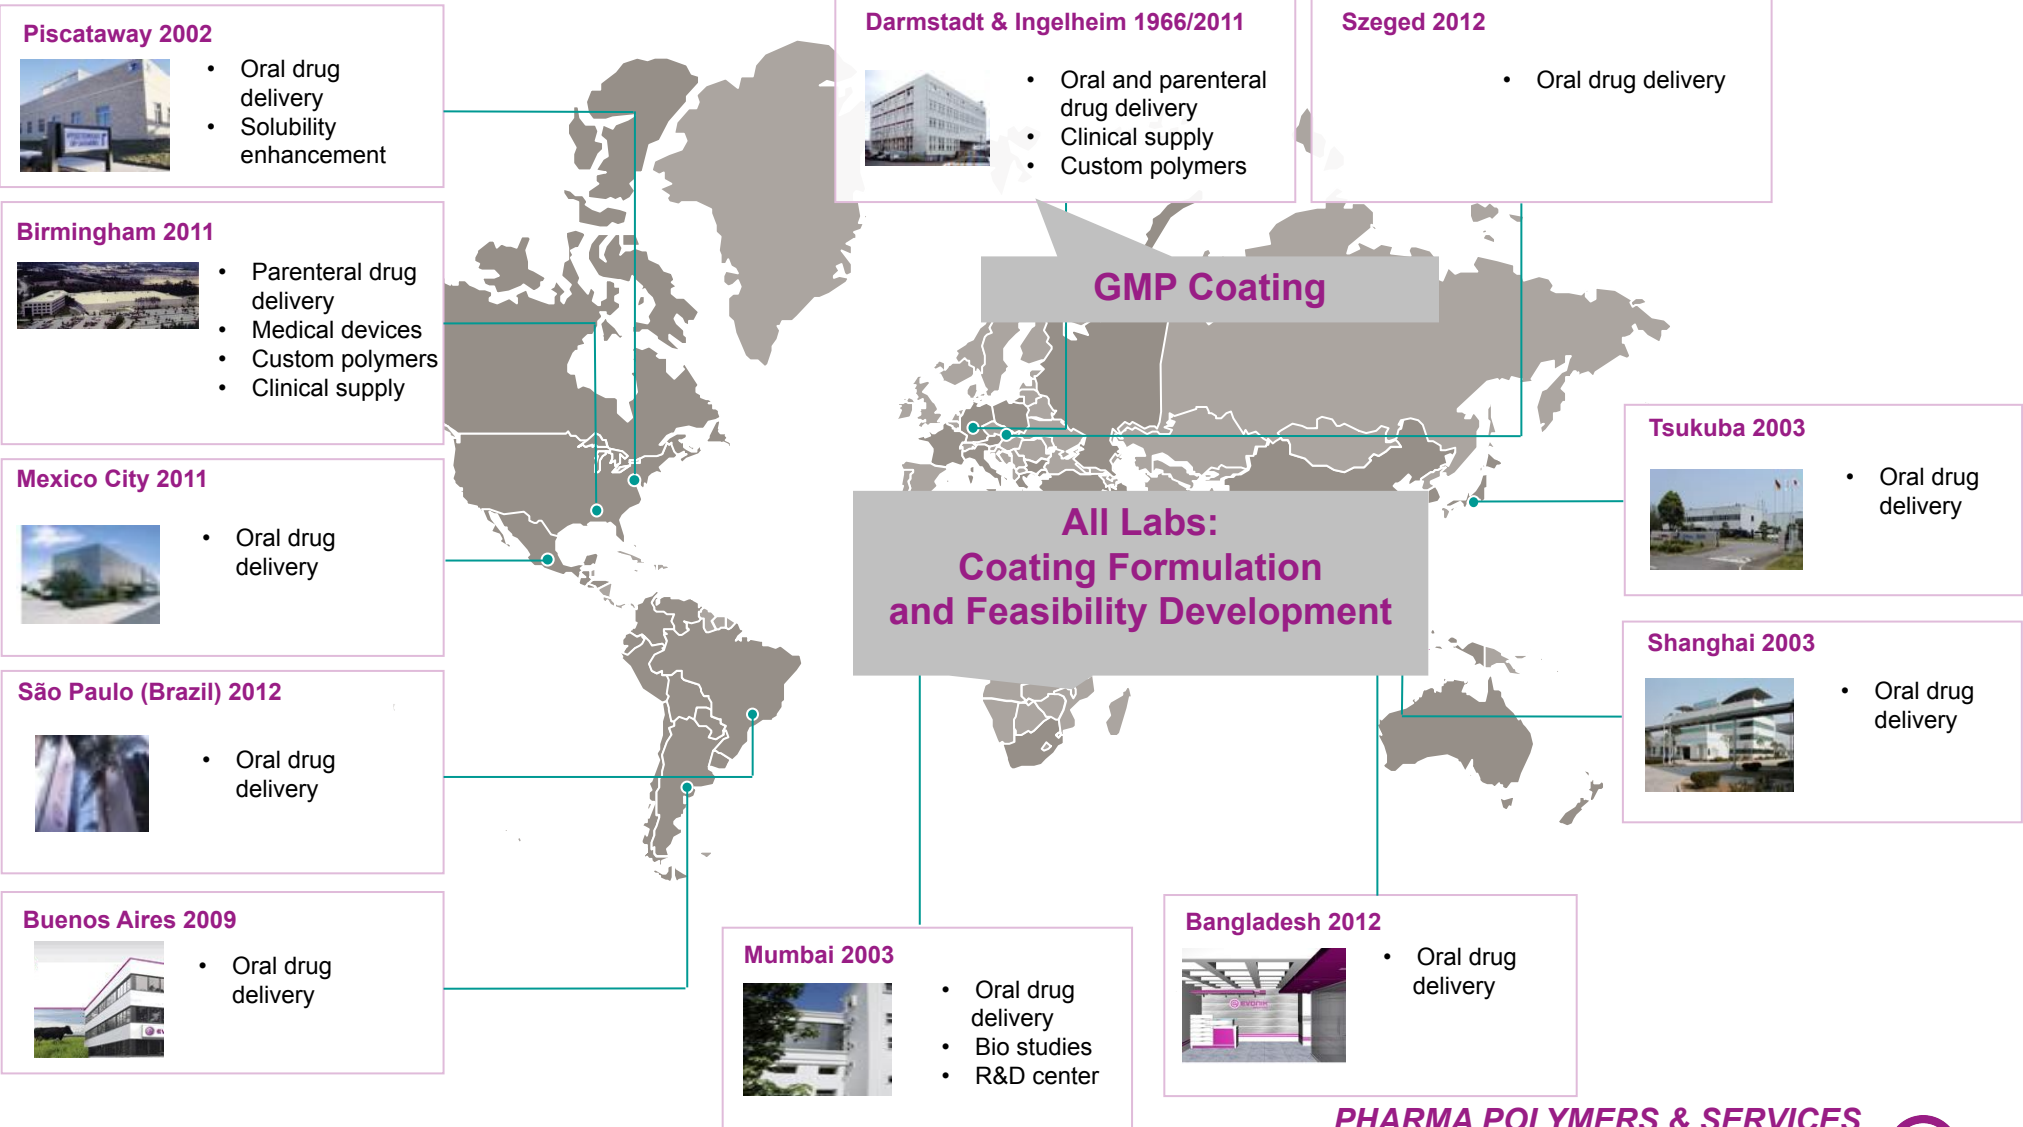 Piscataway 2002
• Oral drug
delivery
• Solubility
enhancement
Birmingham 2011
• Parenteral drug
delivery
• Medical devices
• Custom polymers
• Clinical supply
Mexico City 2011
• Oral drug
delivery
São Paulo (Brazil) 2012
• Oral drug
delivery
Buenos Aires 2009
• Oral drug
delivery
Darmstadt & Ingelheim 1966/2011
• Oral and parenteral
drug delivery
• Clinical supply
• Custom polymers
Szeged 2012
• Oral drug delivery
GMP Coating
All Labs:
Coating Formulation
and Feasibility Development
Tsukuba 2003
• Oral drug
delivery
Shanghai 2003
• Oral drug
delivery
Mumbai 2003
• Oral drug
delivery
• Bio studies
• R&D center
Bangladesh 2012
• Oral drug
delivery
EVONIK
PHARMA POLYMERS & SERVICES